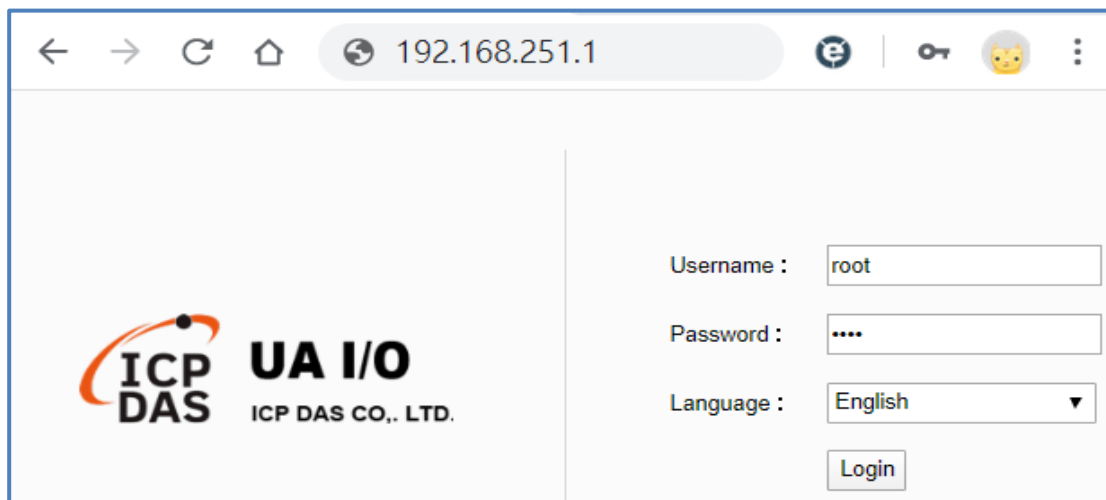 192.168.251.1
Username :
root
Password :
••••
Language :
English
Login
ICP
DAS
UA I/O
ICP DAS CO,. LTD.